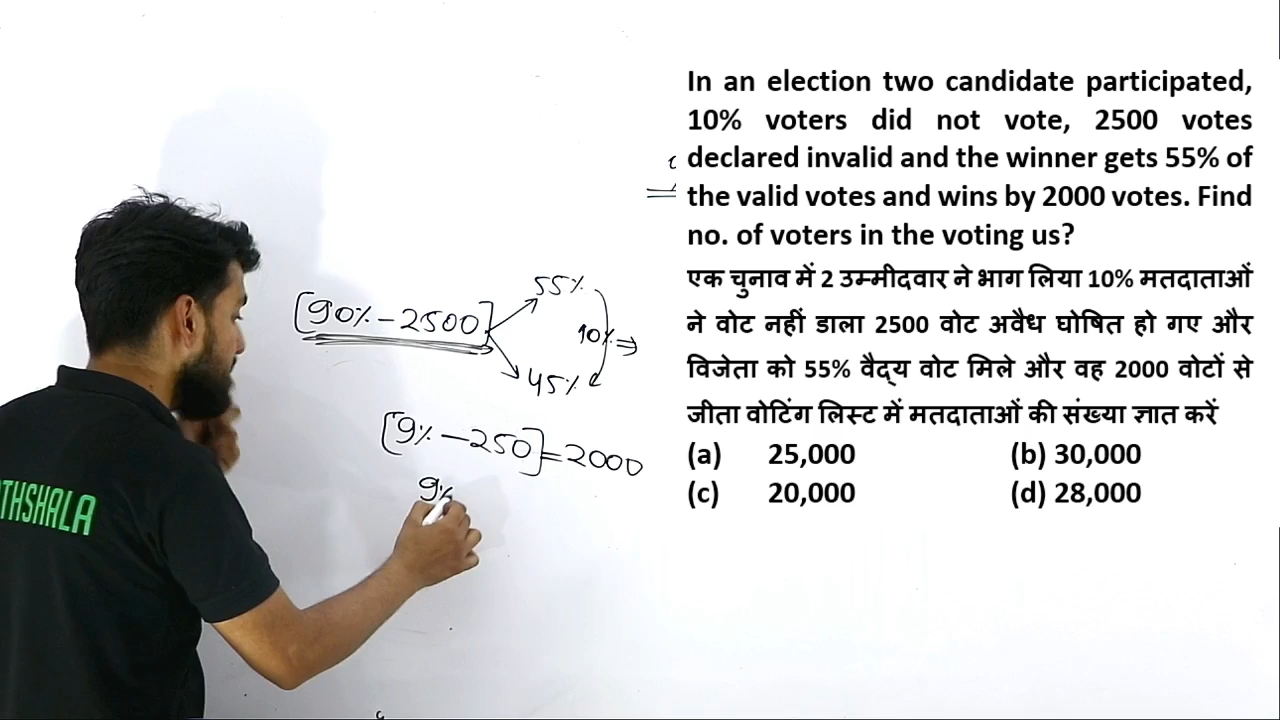 In an election two candidate participated,
10% voters did not vote, 2500 votes
declared invalid and the winner gets 55% of
the valid votes and wins by 2000 votes. Find
no. of voters in the voting us?
एक चुनाव में 2 उम्मीदवार ने भाग लिया 10% मतदाताओं
ने वोट नहीं डाला 2500 वोट अवैध घोषित हो गए और
विजेता को 55% वैद्य वोट मिले और वह 2000 वोटों से
जीता वोटिंग लिस्ट में मतदाताओं की संख्या ज्ञात करें
(a) 25,000 (b) 30,000
(c) 20,000 (d) 28,000
55%
[90% - 2500]
10% ⇒
45%
[9% - 250] = 2000
9%
THSHALA